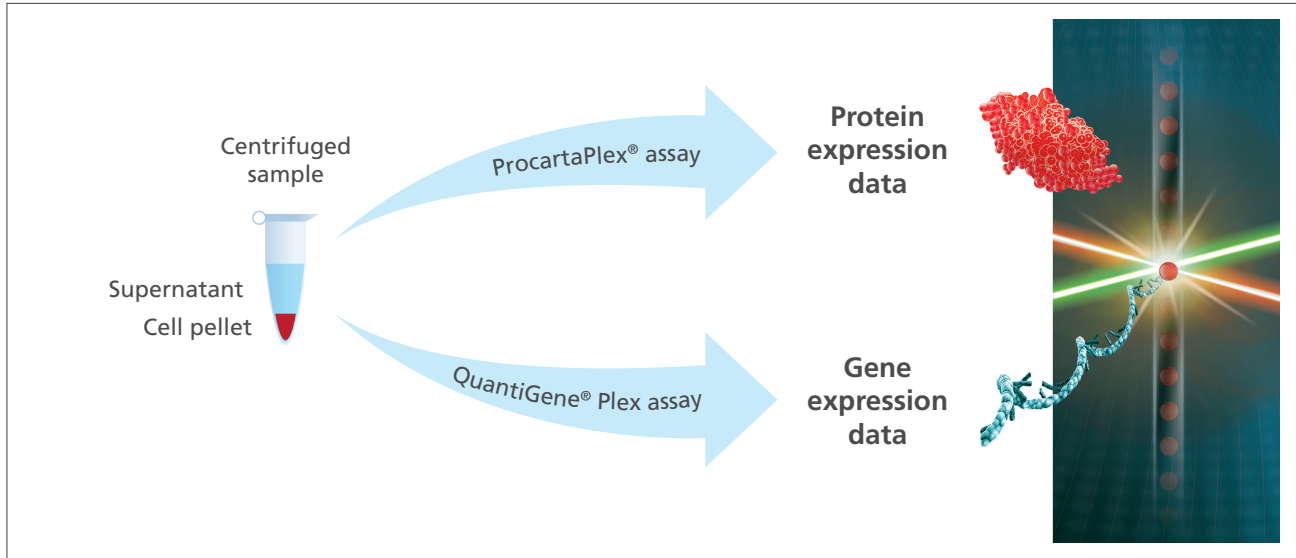 Centrifuged
sample
Supernatant
Cell pellet
ProcartaPlex® assay
Protein
expression
data
QuantiGene® Plex assay
Gene
expression
data